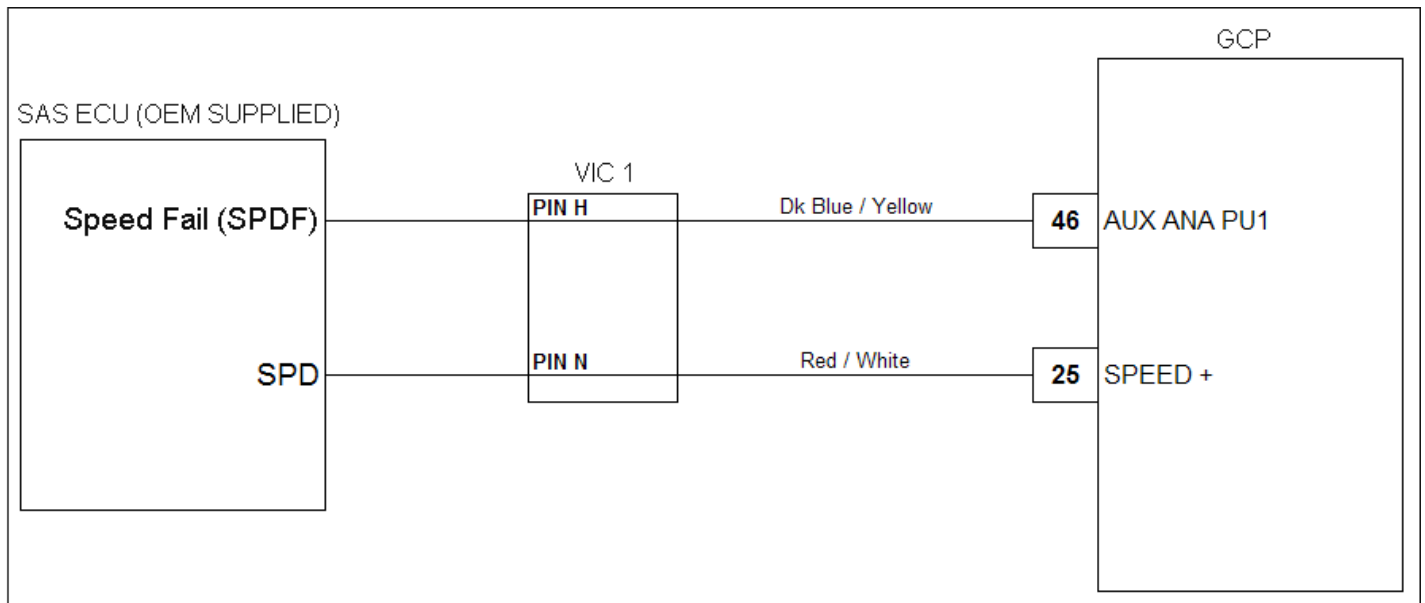 GCP
SAS ECU (OEM SUPPLIED)
VIC 1
Speed Fail (SPDF)
PIN H
Dk Blue / Yellow
46
AUX ANA PU1
SPD
PIN N
Red / White
25
SPEED +